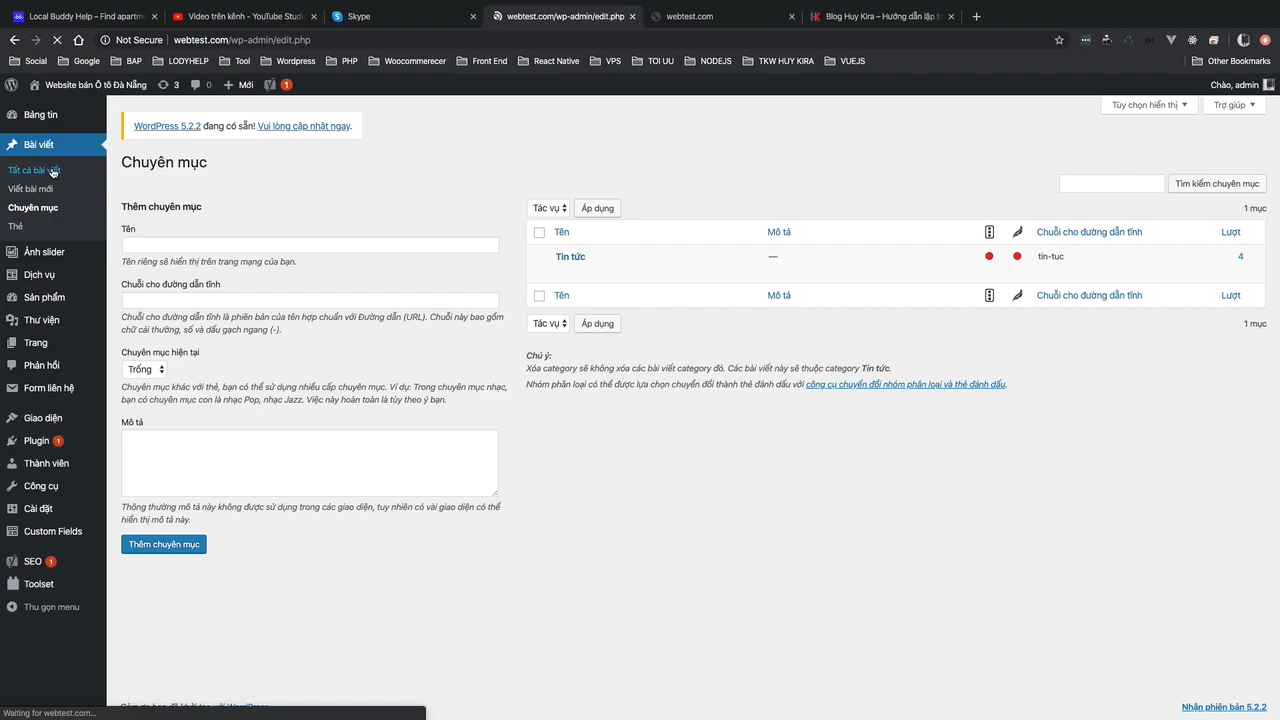 Local Buddy Help - Find apartm
Video trên kênh - YouTube Studi
Skype
webtest.com/wp-admin/edit.php
webtest.com
Blog Huy Kira – Hướng dẫn lập t
Not Secure
webtest.com/wp-admin/edit.php
Social
Google
BAP
LODYHELP
Tool
Wordpress
PHP
Woocommerecer
Front End
React Native
VPS
TOI UU
NODEJS
TKW HUY KIRA
VUEJS
Other Bookmarks
Website bán Ô tô Đà Nẵng
3
0
Mới
1
Chào, admin
Bảng tin
Bài viết
Tất cả bài viết
Viết bài mới
Chuyên mục
Thẻ
Ảnh slider
Dịch vụ
Sản phẩm
Thư viện
Trang
Phản hồi
Form liên hệ
Giao diện
Plugin 1
Thành viên
Công cụ
Cài đặt
Custom Fields
SEO 1
Toolset
Thu gọn menu
Tùy chọn hiển thị
Trợ giúp
WordPress 5.2.2 đang có sẵn! Vui lòng cập nhật ngay.
Chuyên mục
Tìm kiếm chuyên mục
Thêm chuyên mục
Tên
Tên riêng sẽ hiển thị trên trang mạng của bạn.
Chuỗi cho đường dẫn tĩnh
Chuỗi cho đường dẫn tĩnh là phiên bản của tên hợp chuẩn với Đường dẫn (URL). Chuỗi này bao gồm
chữ cái thường, số và dấu gạch ngang (-).
Chuyên mục hiện tại
Trống
Chuyên mục khác với thẻ, bạn có thể sử dụng nhiều cấp chuyên mục. Ví dụ: Trong chuyên mục nhạc,
bạn có chuyên mục con là nhạc Pop, nhạc Jazz. Việc này hoàn toàn là tùy theo ý bạn.
Mô tả
Thông thường mô tả này không được sử dụng trong các giao diện, tuy nhiên có vài giao diện có thể
hiển thị mô tả này.
Thêm chuyên mục
Tác vụ
Áp dụng
1 mục
Tên
Mô tả
Chuỗi cho đường dẫn tĩnh
Lượt
Tin tức
—
tin-tuc
4
Tên
Mô tả
Chuỗi cho đường dẫn tĩnh
Lượt
Tác vụ
Áp dụng
1 mục
Chú ý:
Xóa category sẽ không xóa các bài viết category đó. Các bài viết này sẽ thuộc category Tin tức.
Nhóm phân loại có thể được lựa chọn chuyển đổi thành thẻ đánh dấu với công cụ chuyển đổi nhóm phân loại và thẻ đánh dấu.
Cảm ơn bạn đã khởi tạo với WordPress.
Nhận phiên bản 5.2.2
Waiting for webtest.com...